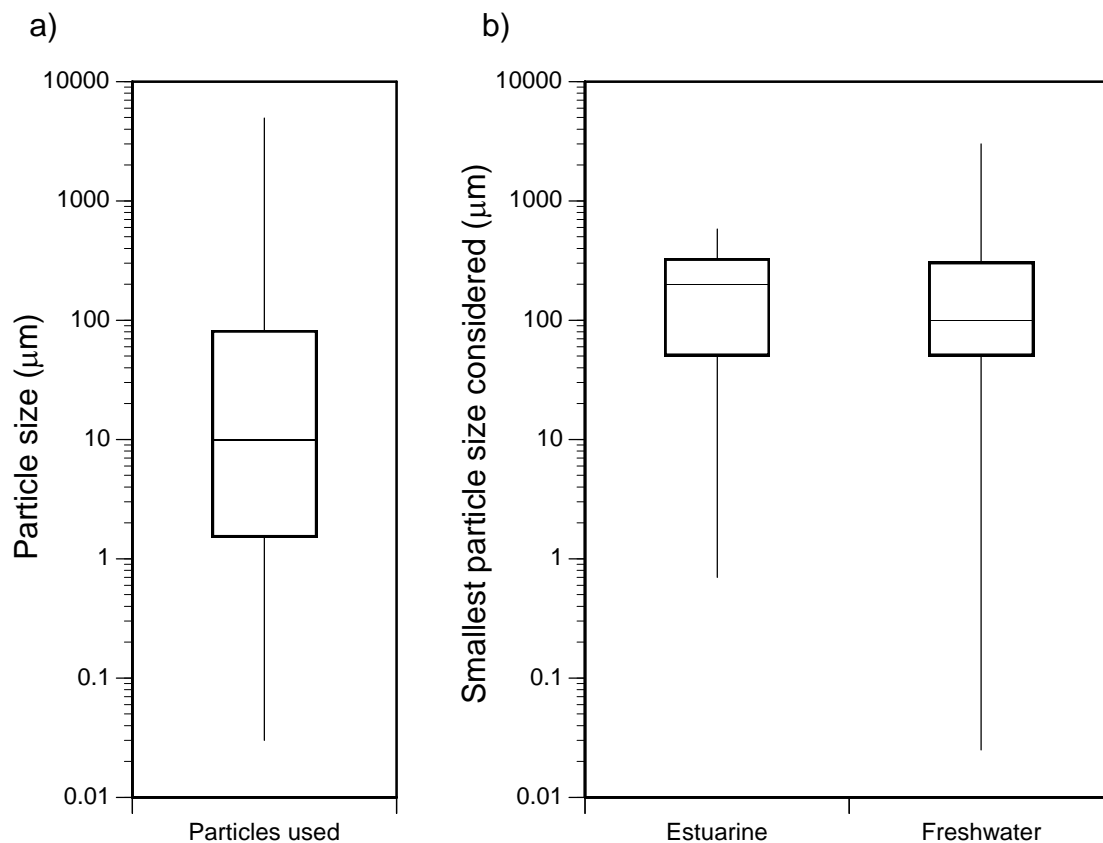 a)
Particle size (μm)
10000
1000
100
10
1
0.1
0.01
Particles used
b)
Smallest particle size considered (μm)
10000
1000
100
10
1
0.1
0.01
Estuarine
Freshwater